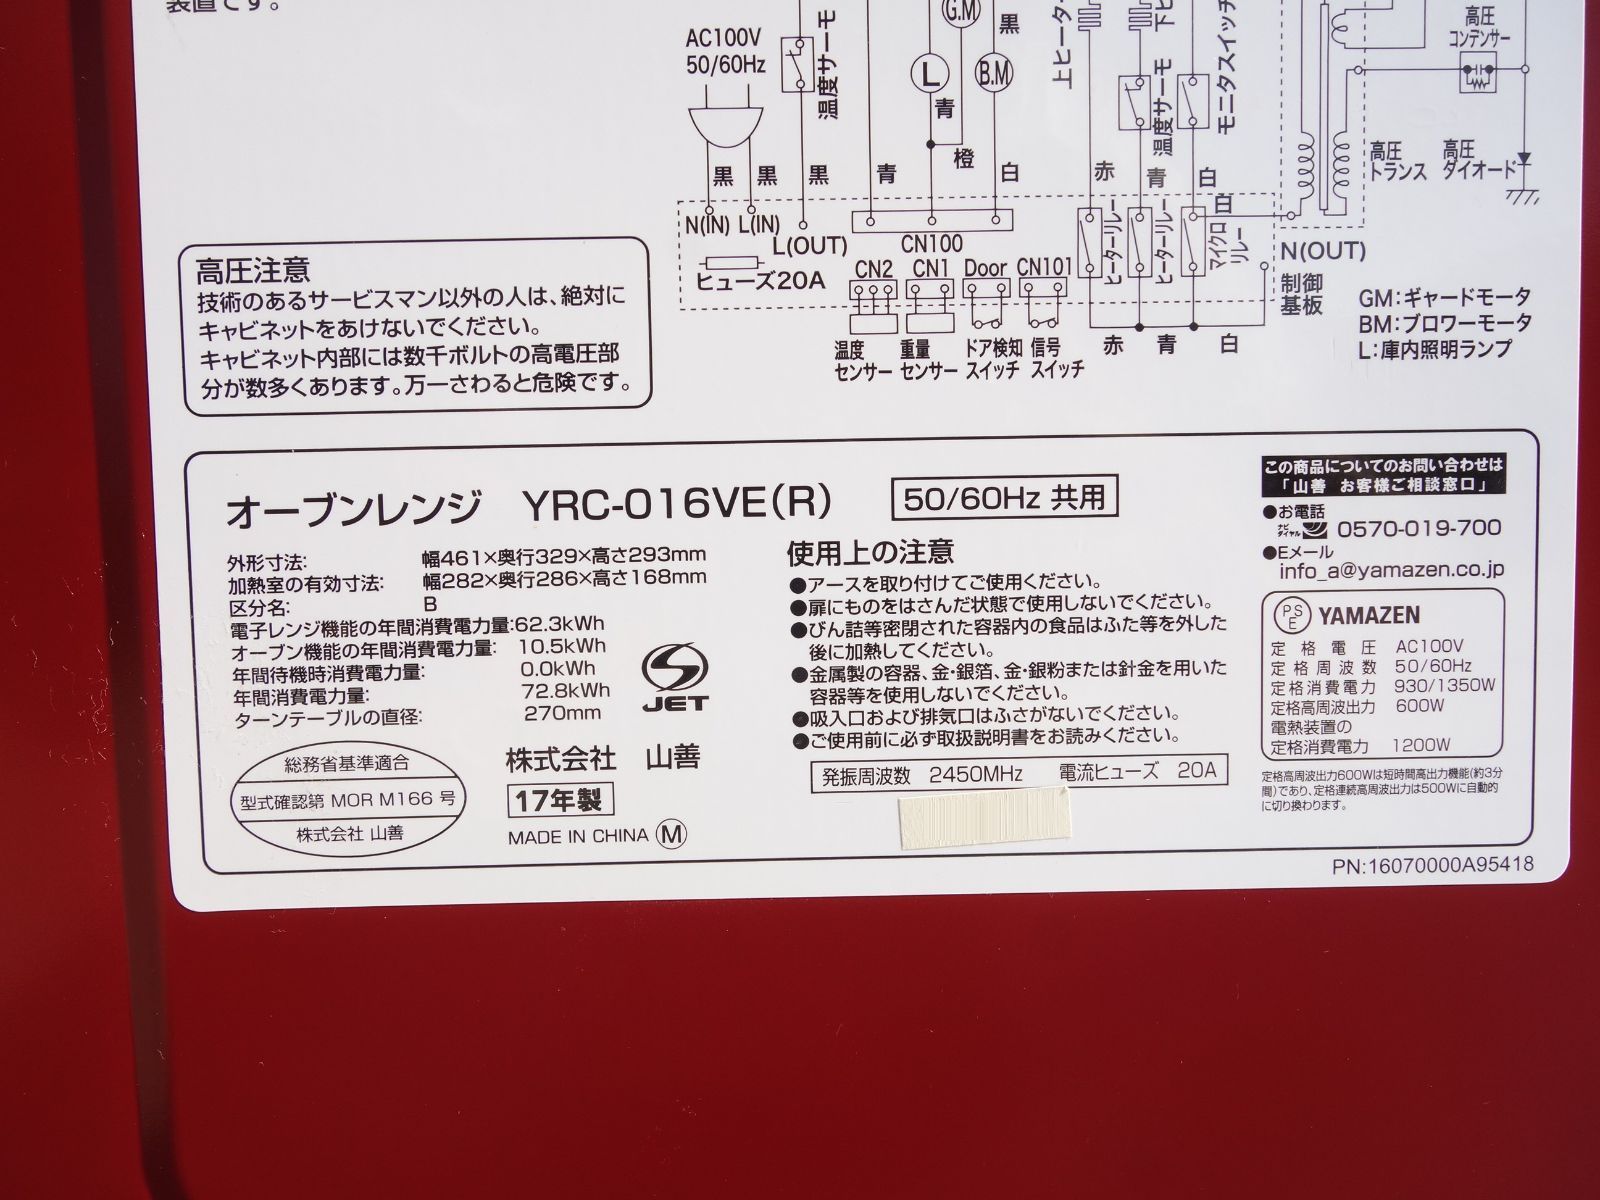 装置です。
AC100V
50/60Hz
温度サーモ
G.M
黒
L
B.M
青
橙
上ヒーター
温度サーモ
モニタスイッチ
高圧
コンデンサー
高圧
トランス
高圧
ダイオード
黒 黒 黒 青 白 赤 青 白
白
N(IN) L(IN)
L(OUT)
CN100
ヒューズ20A
CN2 CN1 Door CN101
ヒーターリレー
ヒーターリレー
マイクロ
リレー
N(OUT)
制御
基板
温度
センサー
重量
センサー
ドア検知
スイッチ
信号
スイッチ
赤 青 白
GM:ギャードモータ
BM:ブロワーモータ
L:庫内照明ランプ
高圧注意
技術のあるサービスマン以外の人は、絶対に
キャビネットをあけないでください。
キャビネット内部には数千ボルトの高電圧部
分が数多くあります。万一さわると危険です。
オーブンレンジ YRC-016VE(R) 50/60Hz 共用
外形寸法: 幅461×奥行329×高さ293mm
加熱室の有効寸法: 幅282×奥行286×高さ168mm
区分名: B
電子レンジ機能の年間消費電力量:62.3kWh
オーブン機能の年間消費電力量: 10.5kWh
年間待機時消費電力量: 0.0kWh
年間消費電力量: 72.8kWh
ターンテーブルの直径: 270mm
JET
総務省基準適合
型式確認第 MOR M166 号
株式会社 山善
株式会社 山善
17年製
MADE IN CHINA M
使用上の注意
●アースを取り付けてご使用ください。
●扉にものをはさんだ状態で使用しないでください。
●びん詰等密閉された容器内の食品はふた等を外した
後に加熱してください。
●金属製の容器、金・銀箔、金・銀粉または針金を用いた
容器等を使用しないでください。
●吸入口および排気口はふさがないでください。
●ご使用前に必ず取扱説明書をお読みください。
発振周波数 2450MHz 電流ヒューズ 20A
この商品についてのお問い合わせは
「山善 お客様ご相談窓口」
●お電話
ナビダイヤル 0570-019-700
●Eメール
info_a@yamazen.co.jp
PSE YAMAZEN
定格電圧 AC100V
定格周波数 50/60Hz
定格消費電力 930/1350W
定格高周波出力 600W
電熱装置の
定格消費電力 1200W
定格高周波出力600Wは短時間高出力機能(約3分
間)であり、定格連続高周波出力は500Wに自動的
に切り換わります。
PN:16070000A95418